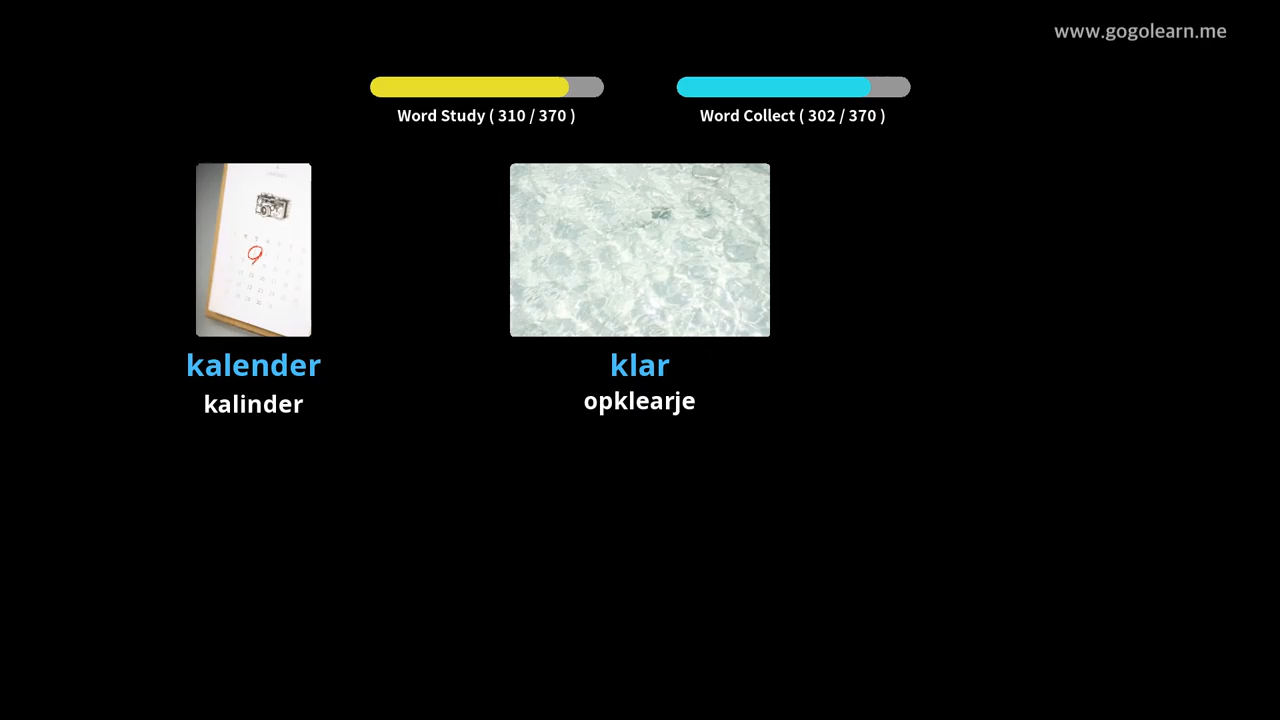 www.gogolearn.me
Word Study ( 310 / 370 )
Word Collect ( 302 / 370 )
kalender
kalinder
klar
opklearje